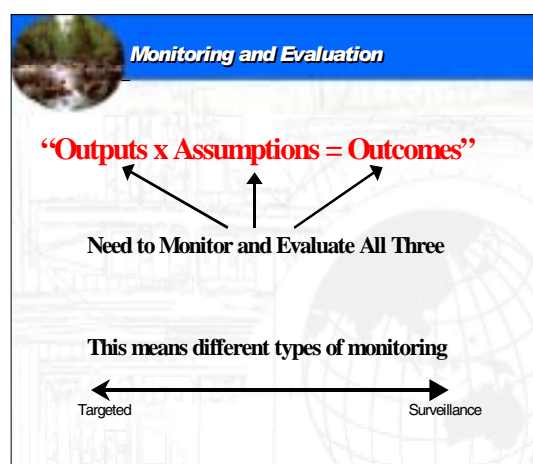 Monitoring and Evaluation
“Outputs x Assumptions = Outcomes”
Need to Monitor and Evaluate All Three
This means different types of monitoring
Targeted Surveillance